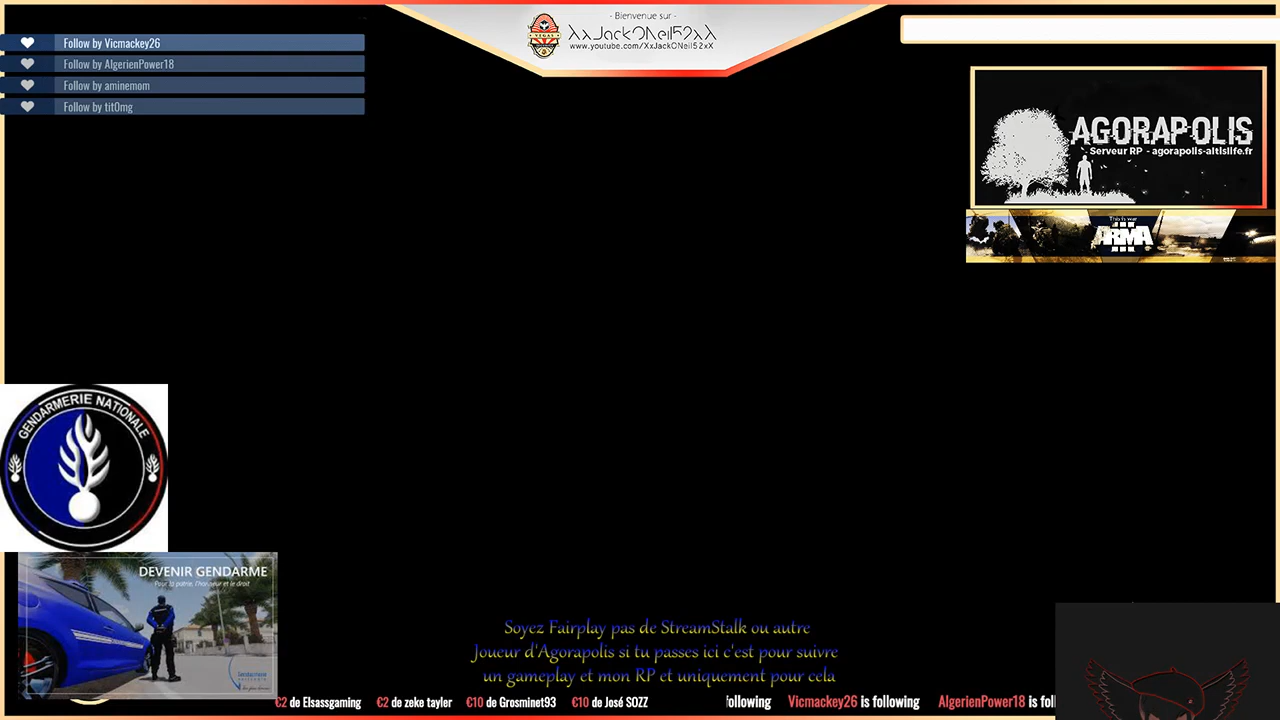 - Bienvenue sur -
XxJackONeil52xX
www.youtube.com/XxJackONeil52xX
Follow by Vicmackey26
Follow by AlgerienPower18
Follow by aminemom
Follow by tit0mg
AGORAPOLIS
Serveur RP - agorapolis-altislife.fr
This is war
ARMA
III
GENDARMERIE NATIONALE
DEVENIR GENDARME
Pour la patrie, l'honneur et le droit
Soyez Fairplay pas de StreamStalk ou autre
Joueur d'Agorapolis si tu passes ici c'est pour suivre
un gameplay et mon RP et uniquement pour cela
€2 de Elsassgaming €2 de zeke tayler €10 de Grosminet93 €10 de José SOZZ
following Vicmackey26 is following AlgerienPower18 is foll